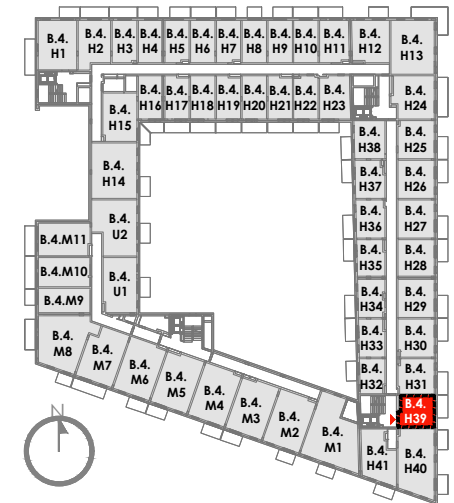 B.4.
H1
B.4.
H2
B.4.
H3
B.4.
H4
B.4.
H5
B.4.
H6
B.4.
H7
B.4.
H8
B.4.
H9
B.4.
H10
B.4.
H11
B.4.
H12
B.4.
H13
B.4.
H16
B.4.
H17
B.4.
H18
B.4.
H19
B.4.
H20
B.4.
H21
B.4.
H22
B.4.
H23
B.4.
H24
B.4.
H15
B.4.
H38
B.4.
H25
B.4.
H14
B.4.
H37
B.4.
H26
B.4.
U2
B.4.
H36
B.4.
H27
B.4.M11
B.4.
H35
B.4.
H28
B.4.M10
B.4.
U1
B.4.
H34
B.4.
H29
B.4.M9
B.4.
H33
B.4.
H30
B.4.
M8
B.4.
M7
B.4.
M6
B.4.
M5
B.4.
M4
B.4.
M3
B.4.
M2
B.4.
M1
B.4.
H32
B.4.
H31
B.4.
H39
B.4.
H41
B.4.
H40
N